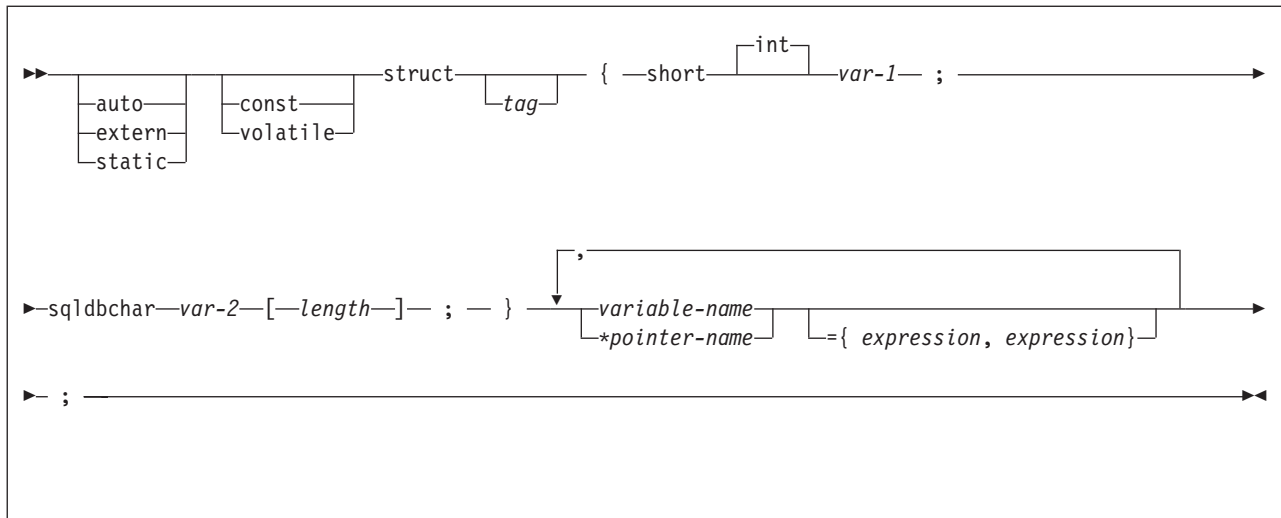 int
struct { short var-1 ;
auto const tag
extern volatile
static
,
sqldbchar var-2 [ length ] ; } variable-name
*pointer-name ={ expression, expression}
;